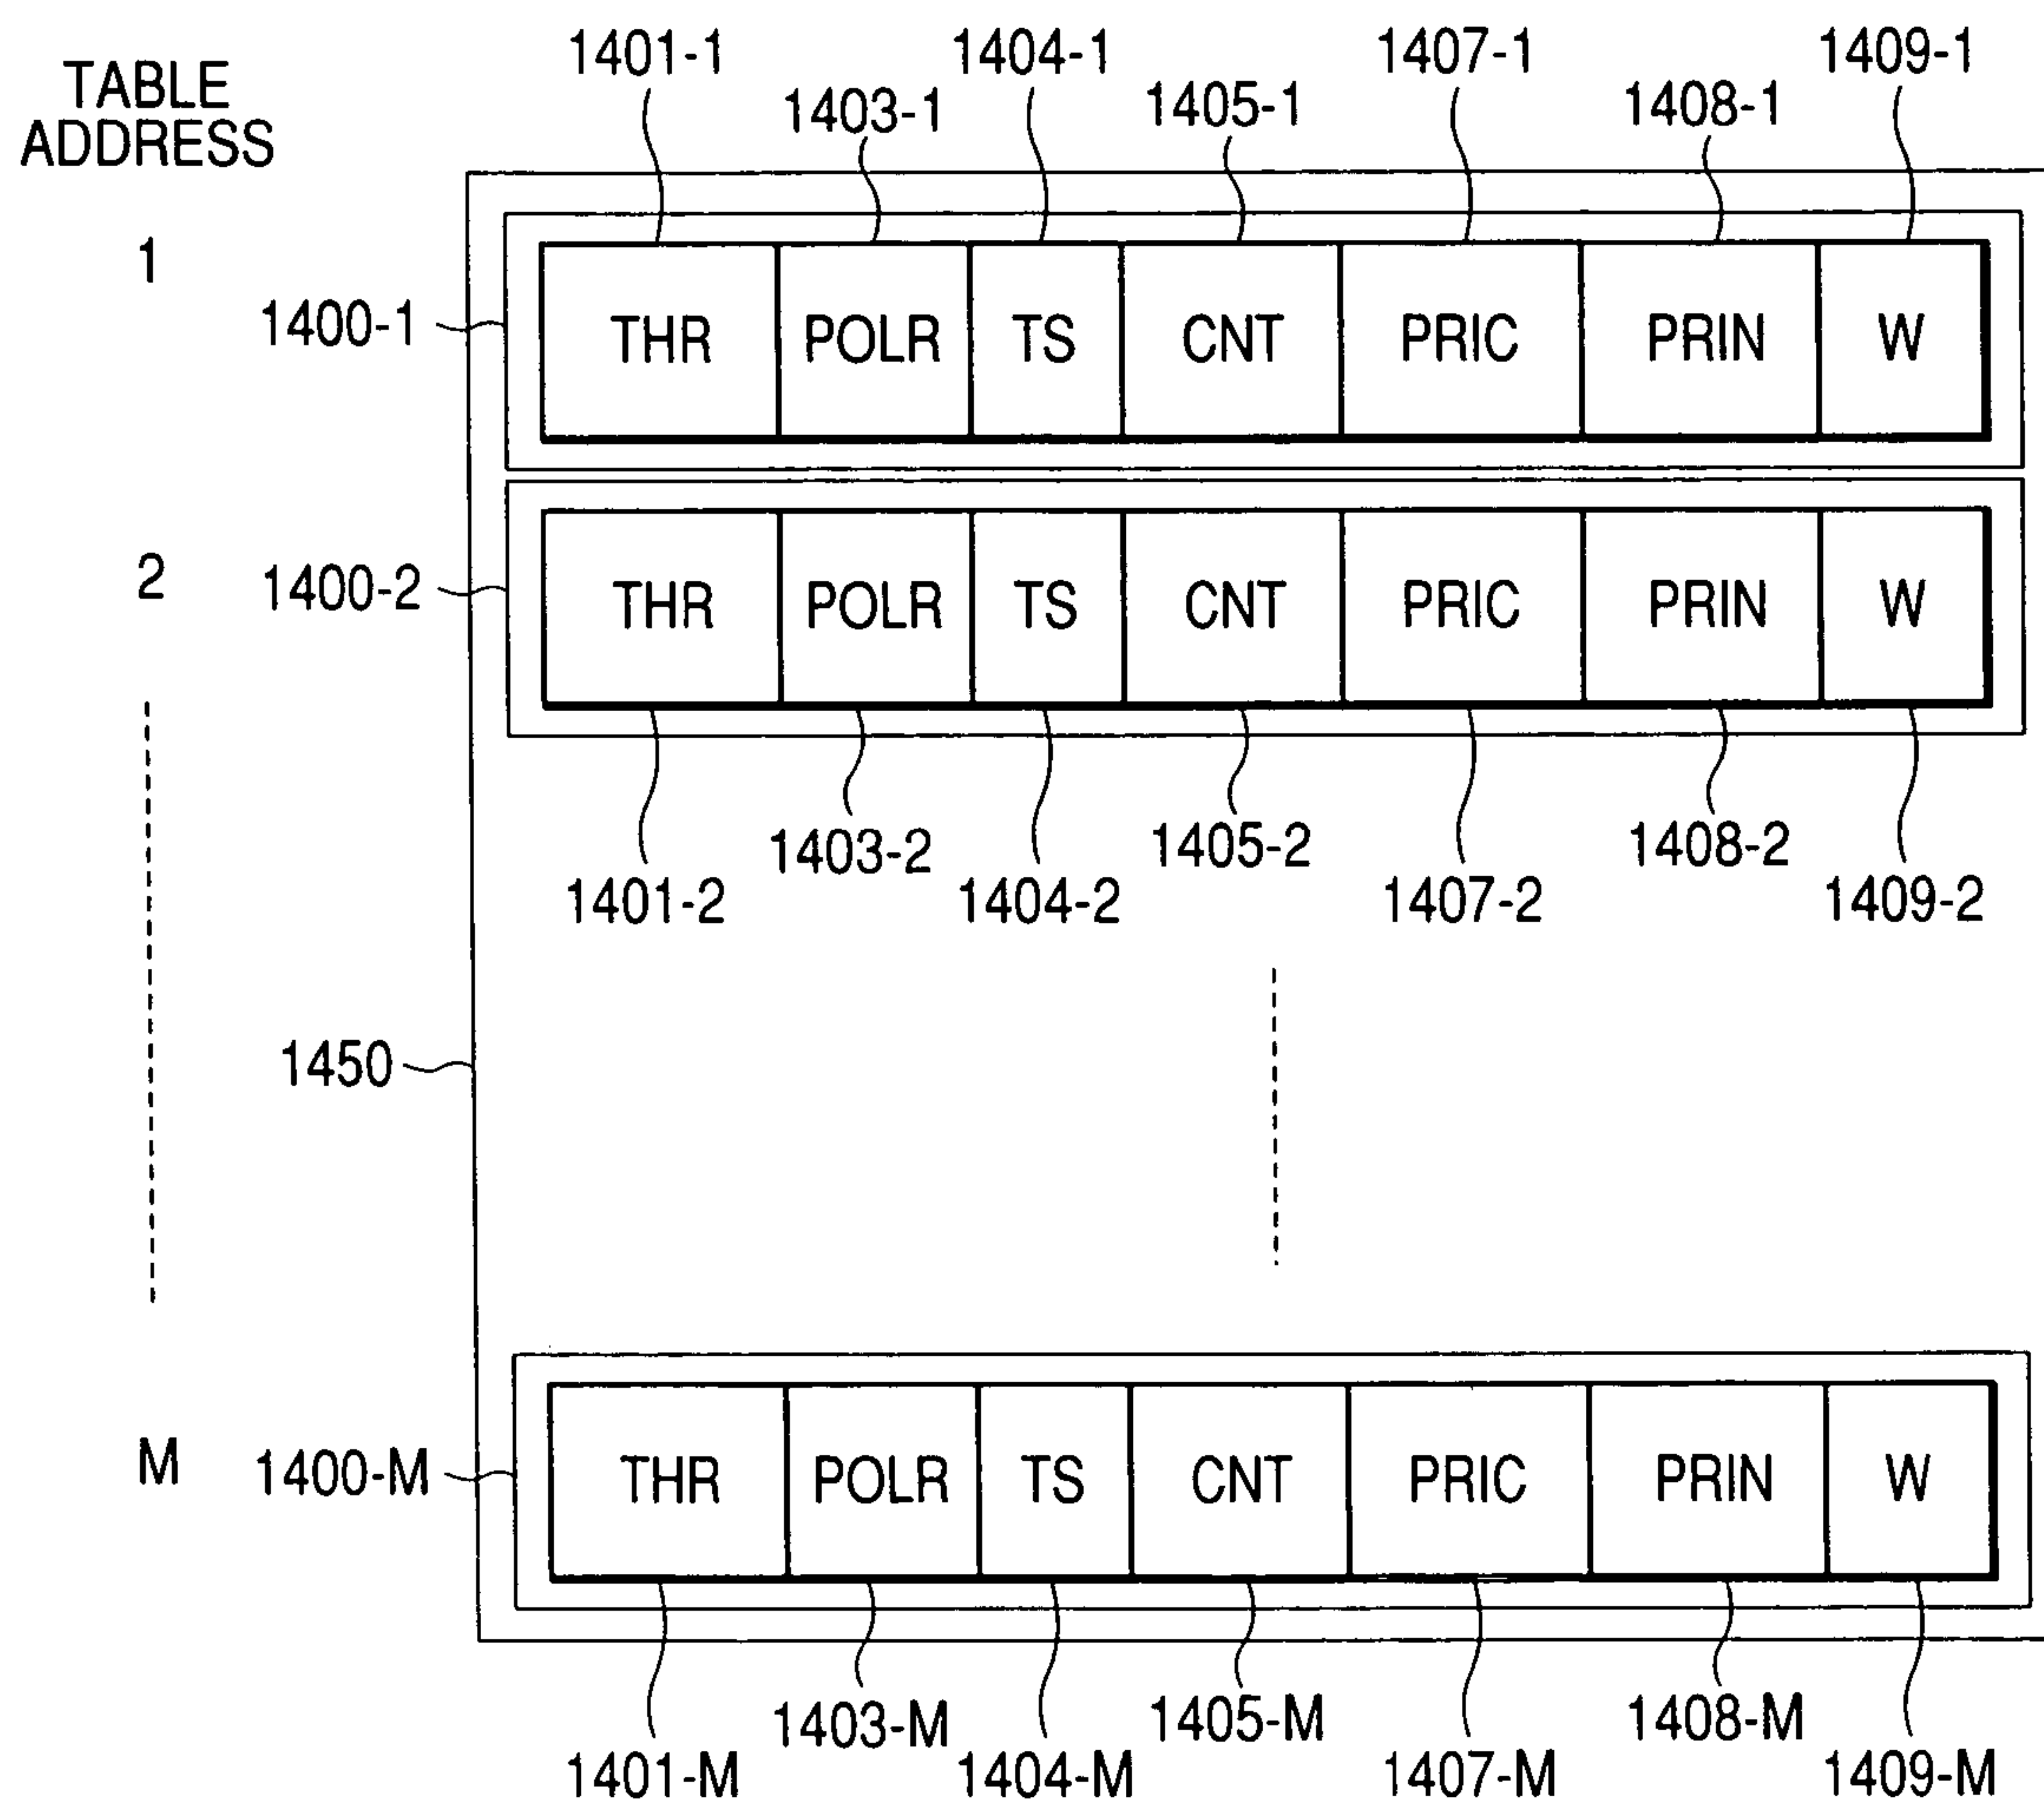 TABLE
ADDRESS
1401-1
1404-1
1407-1
1409-1
1403-1
1405-1
1408-1
1
1400-1
THR POLR TS CNT PRIC PRIN W
2
1400-2
THR POLR TS CNT PRIC PRIN W
1403-2
1405-2
1408-2
1401-2
1404-2
1407-2
1409-2
1450
M
1400-M
THR POLR TS CNT PRIC PRIN W
1403-M
1405-M
1408-M
1401-M
1404-M
1407-M
1409-M